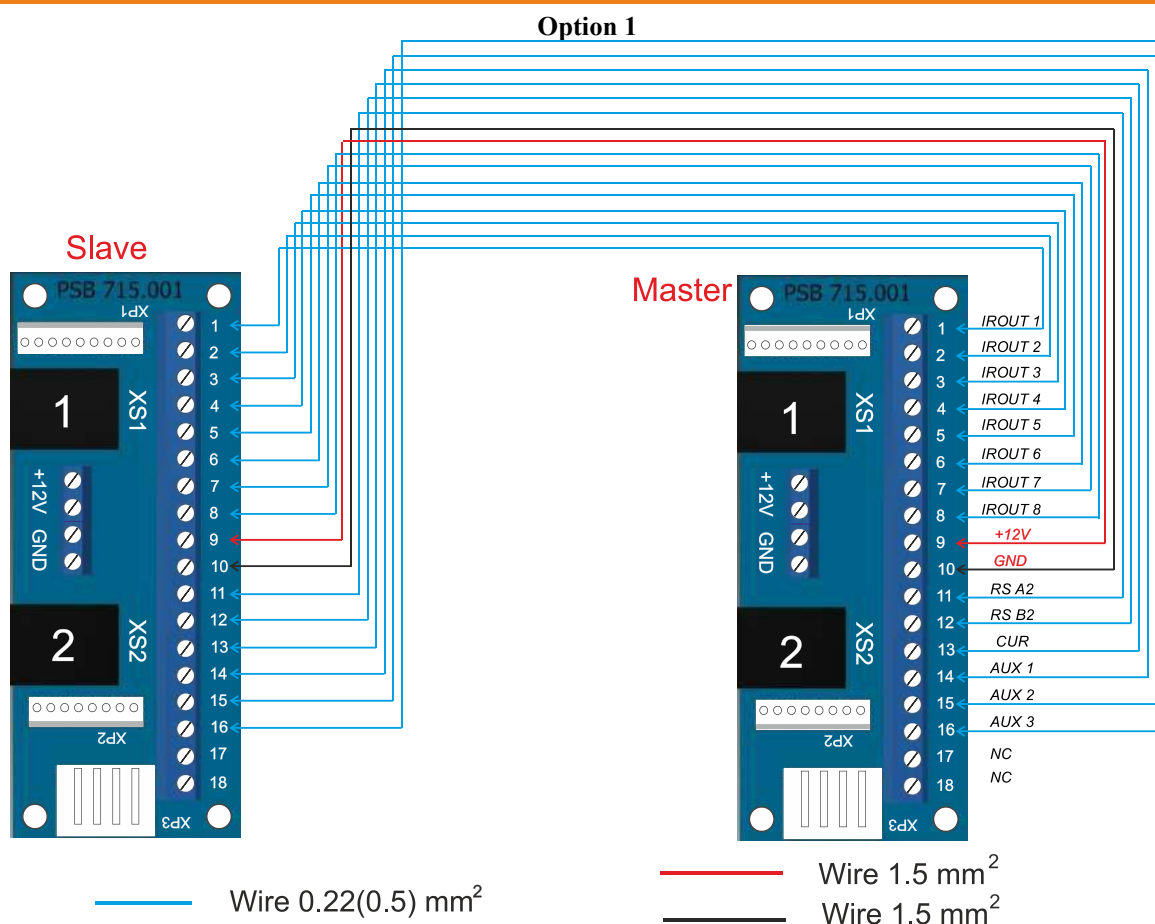 Option 1
Slave
PSB 715.001
XP1
1
XS1
+12V
GND
2
XS2
XP2
XP3
1
2
3
4
5
6
7
8
9
10
11
12
13
14
15
16
17
18
Master
PSB 715.001
XP1
1
XS1
+12V
GND
2
XS2
XP2
XP3
1 IROUT 1
2 IROUT 2
3 IROUT 3
4 IROUT 4
5 IROUT 5
6 IROUT 6
7 IROUT 7
8 IROUT 8
9 +12V
10 GND
11 RS A2
12 RS B2
13 CUR
14 AUX 1
15 AUX 2
16 AUX 3
17 NC
18 NC
Wire 0.22(0.5) mm²
Wire 1.5 mm²
Wire 1.5 mm²